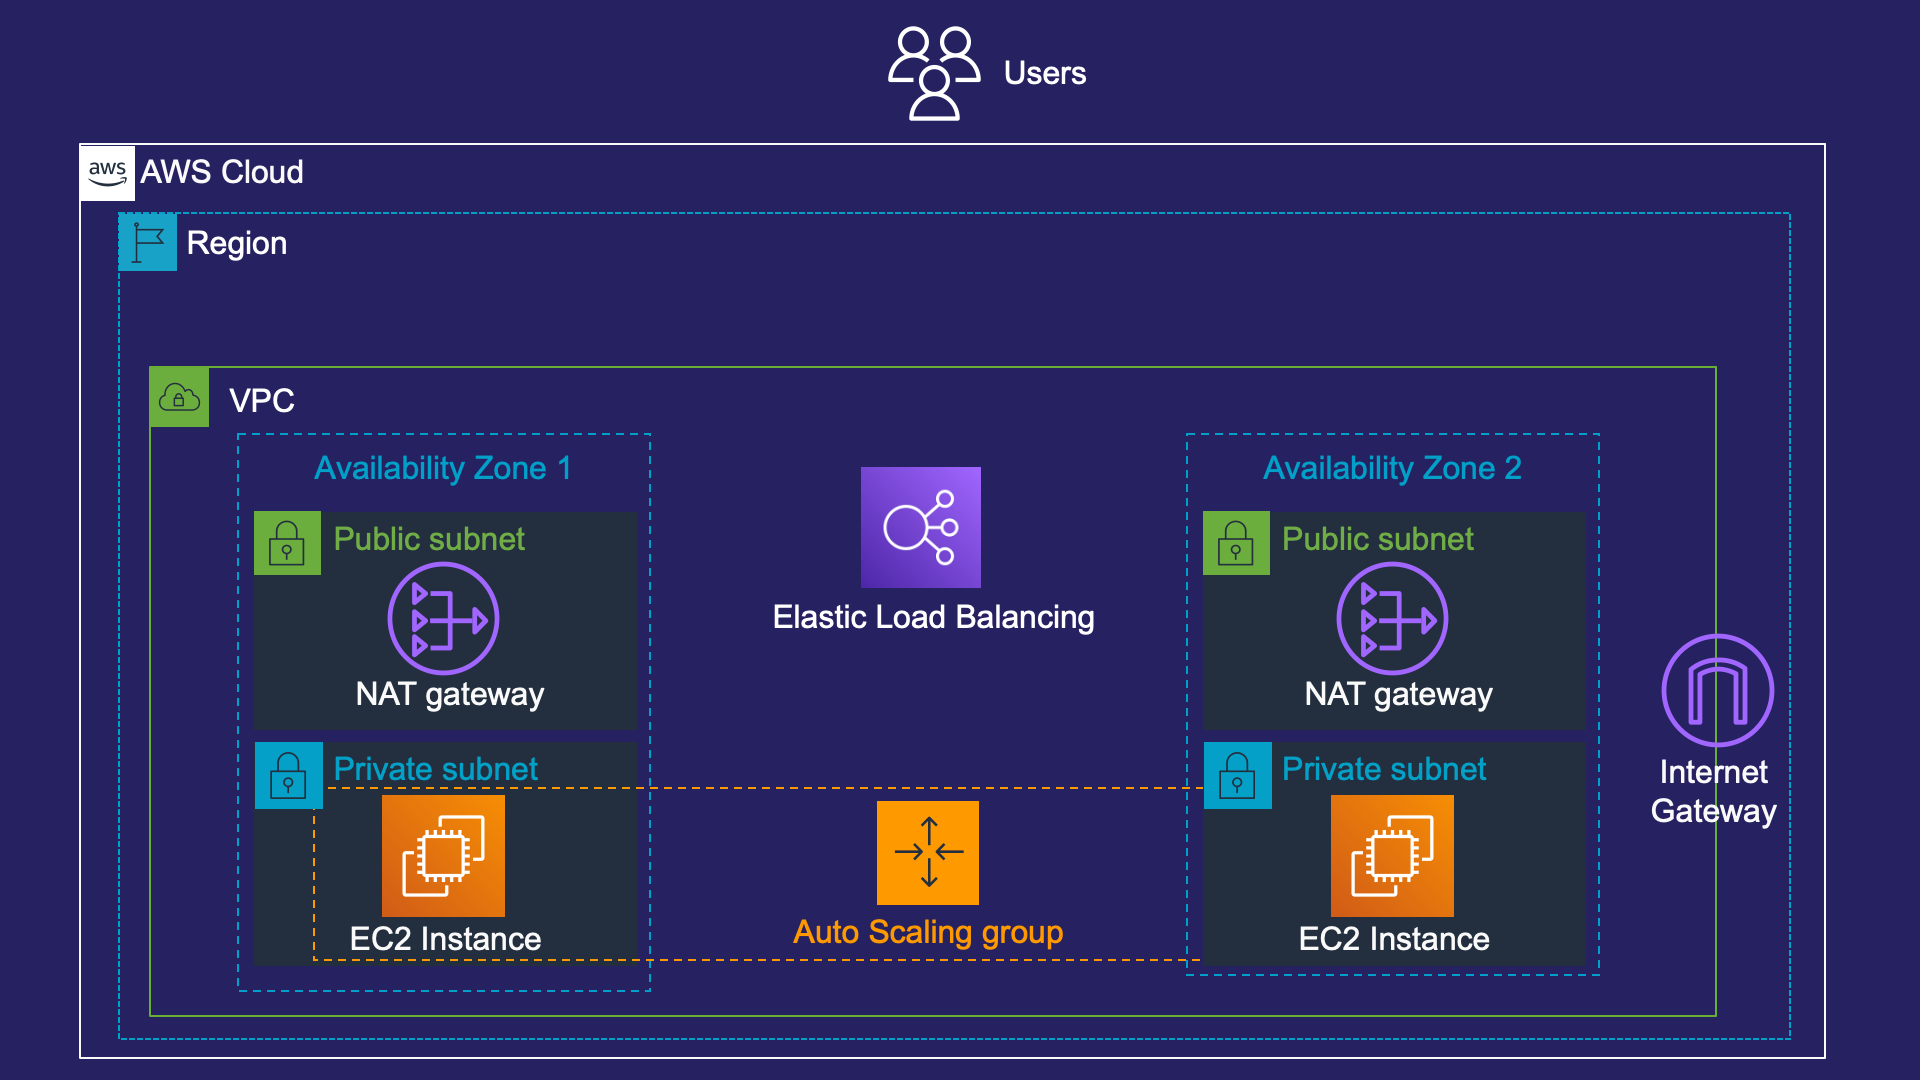 Users
aws
AWS Cloud
Region
VPC
Availability Zone 1
Public subnet
NAT gateway
Private subnet
EC2 Instance
Elastic Load Balancing
Auto Scaling group
Availability Zone 2
Public subnet
NAT gateway
Private subnet
EC2 Instance
Internet
Gateway